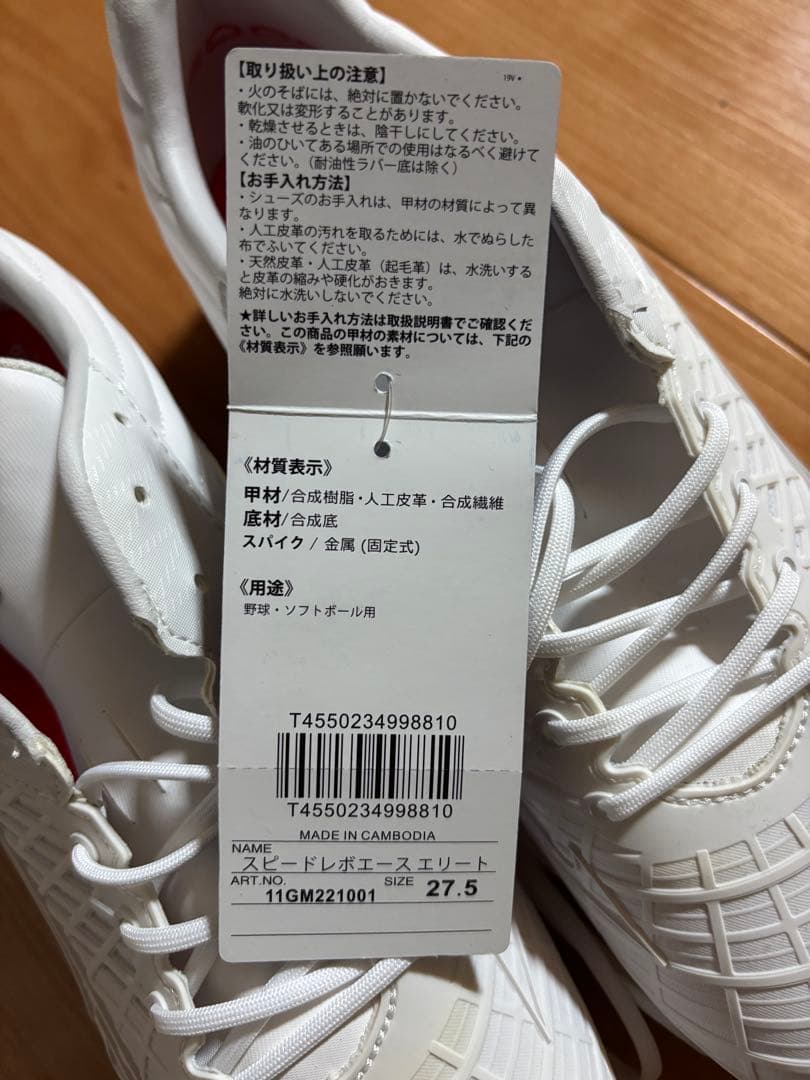 【取り扱い上の注意】
19V
・火のそばには、絶対に置かないでください。
軟化又は変形することがあります。
・乾燥させるときは、陰干しにしてください。
・油のひいてある場所での使用はなるべく避けて
ください。（耐油性ラバー底は除く）
【お手入れ方法】
・シューズのお手入れは、甲材の材質によって異
なります。
・人工皮革の汚れを取るためには、水でぬらした
布でふいてください。
・天然皮革・人工皮革（起毛革）は、水洗いする
と皮革の縮みや硬化がおきます。
絶対に水洗いしないでください。
★詳しいお手入れ方法は取扱説明書でご確認くだ
さい。この商品の甲材の素材については、下記の
《材質表示》を参照願います。
《材質表示》
甲材/合成樹脂・人工皮革・合成繊維
底材/合成底
スパイク / 金属 (固定式)
《用途》
野球・ソフトボール用
T4550234998810
T4550234998810
MADE IN CAMBODIA
NAME
スピードレボエース エリート
ART.NO. 11GM221001 SIZE 27.5